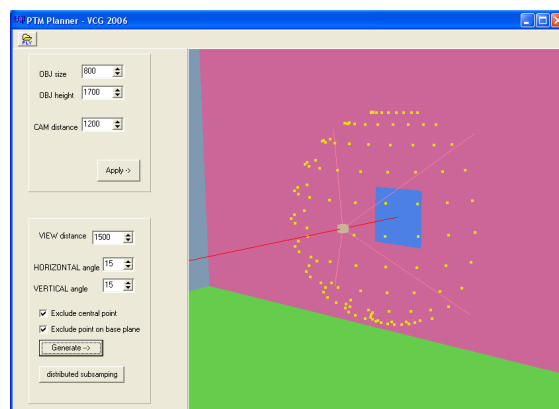 PTM Planner - VCG 2006
PLY
OBJ size 800
OBJ height 1700
CAM distance 1200
Apply ->
VIEW distance 1500
HORIZONTAL angle 15
VERTICAL angle 15
Exclude central point
Exclude point on base plane
Generate ->
distributed subsamping